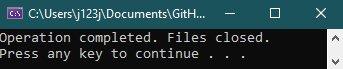 C:\Users\j123j\Documents\GitH...
Operation completed. Files closed.
Press any key to continue . . .